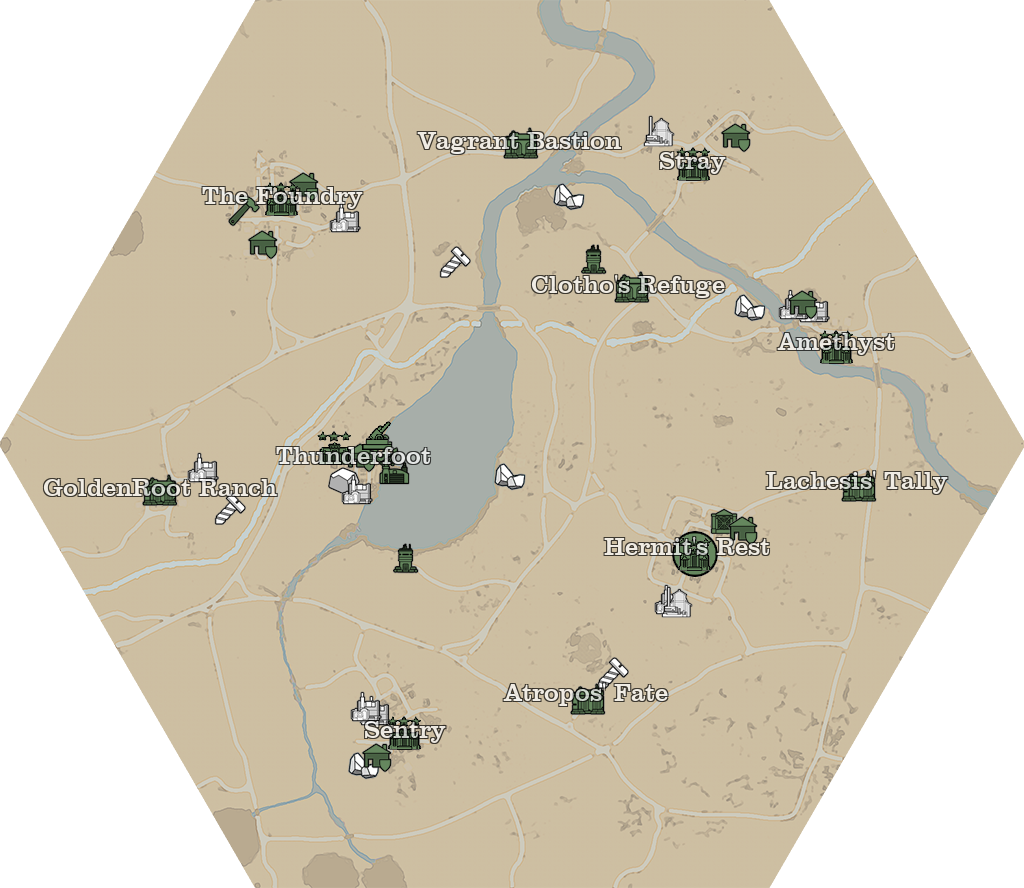 Vagrant Bastion
Stray
The Foundry
Clotho's Refuge
Amethyst
Thunderfoot
GoldenRoot Ranch
Lachesis Tally
Hermit's Rest
Atropos Fate
Sentry